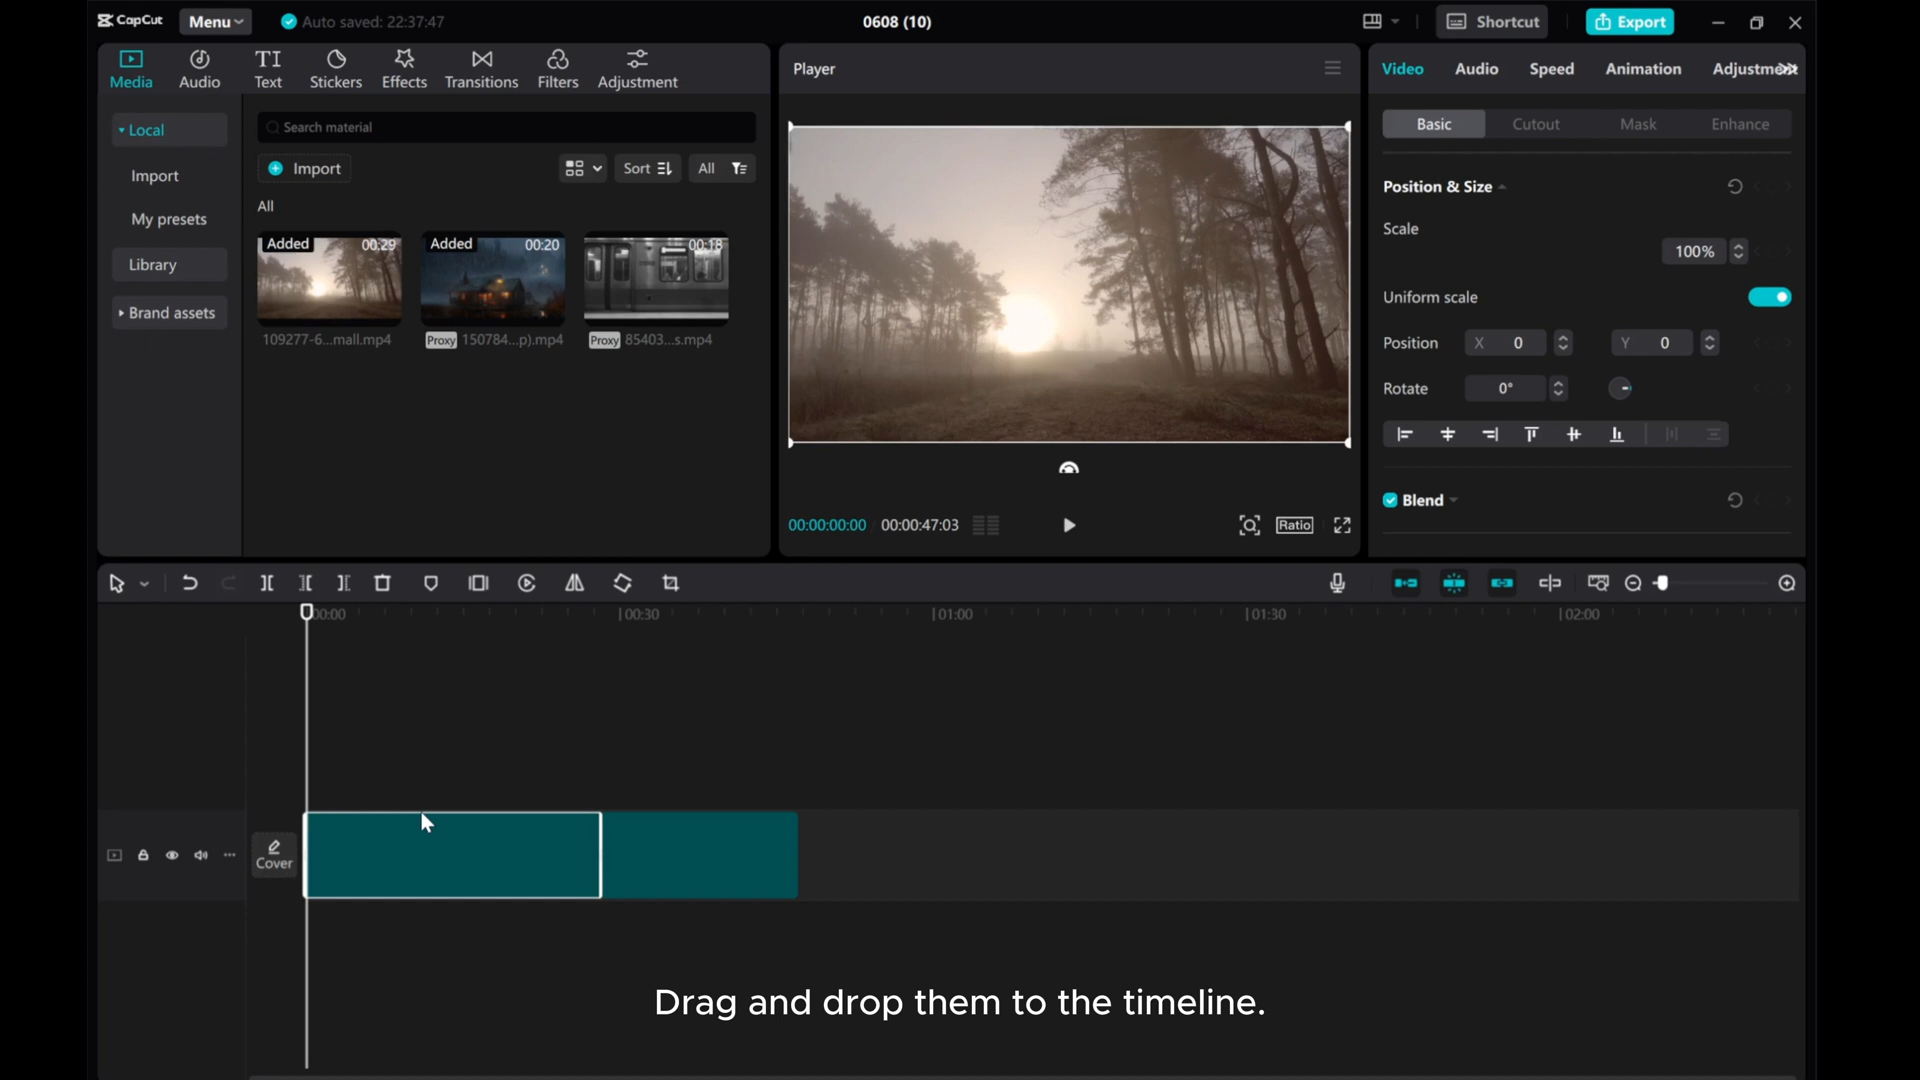 CapCut
Menu
Auto saved: 22:37:47
0608 (10)
Shortcut
Export
Media
Audio
Text
Stickers
Effects
Transitions
Filters
Adjustment
Local
Import
My presets
Library
Brand assets
Search material
Import
Sort
All
All
Added
00:29
Added
00:20
00:18
109277-6...mall.mp4
Proxy 150784...p).mp4
Proxy 85403...s.mp4
Player
00:00:00:00
00:00:47:03
Ratio
Video
Audio
Speed
Animation
Adjustment
Basic
Cutout
Mask
Enhance
Position & Size
Scale
100%
Uniform scale
Position
X 0
Y 0
Rotate
0°
Blend
00:00
00:30
01:00
01:30
02:00
Cover
Drag and drop them to the timeline.